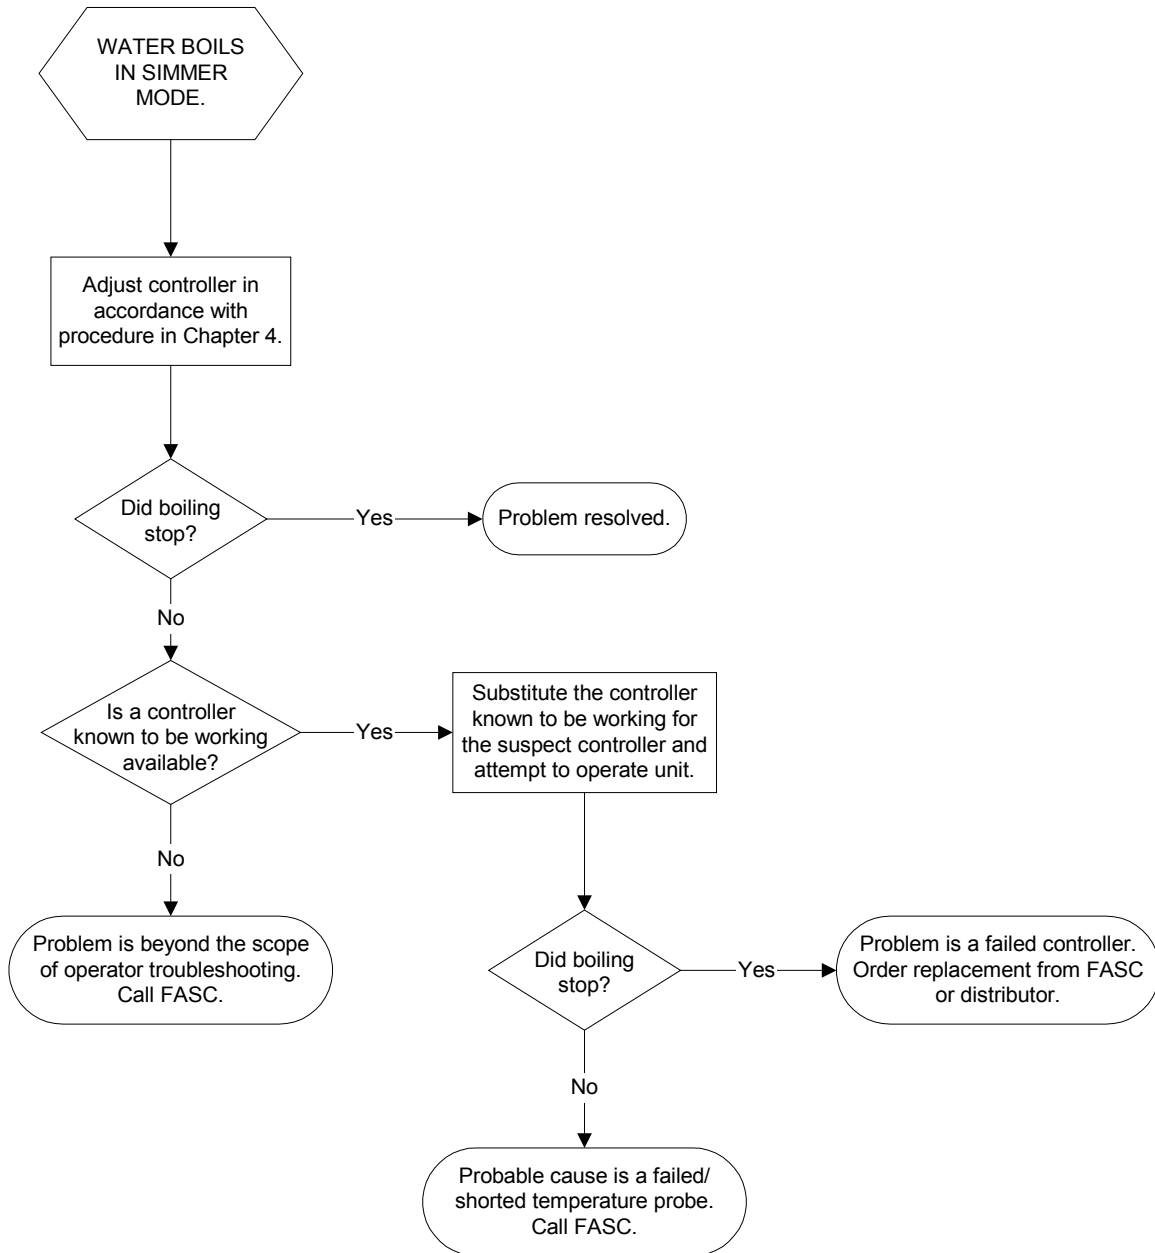 WATER BOILS
IN SIMMER
MODE.
Adjust controller in
accordance with
procedure in Chapter 4.
Did boiling
stop?
Yes
Problem resolved.
No
Is a controller
known to be working
available?
Yes
Substitute the controller
known to be working for
the suspect controller and
attempt to operate unit.
No
Problem is beyond the scope
of operator troubleshooting.
Call FASC.
Did boiling
stop?
Yes
Problem is a failed controller.
Order replacement from FASC
or distributor.
No
Probable cause is a failed/
shorted temperature probe.
Call FASC.